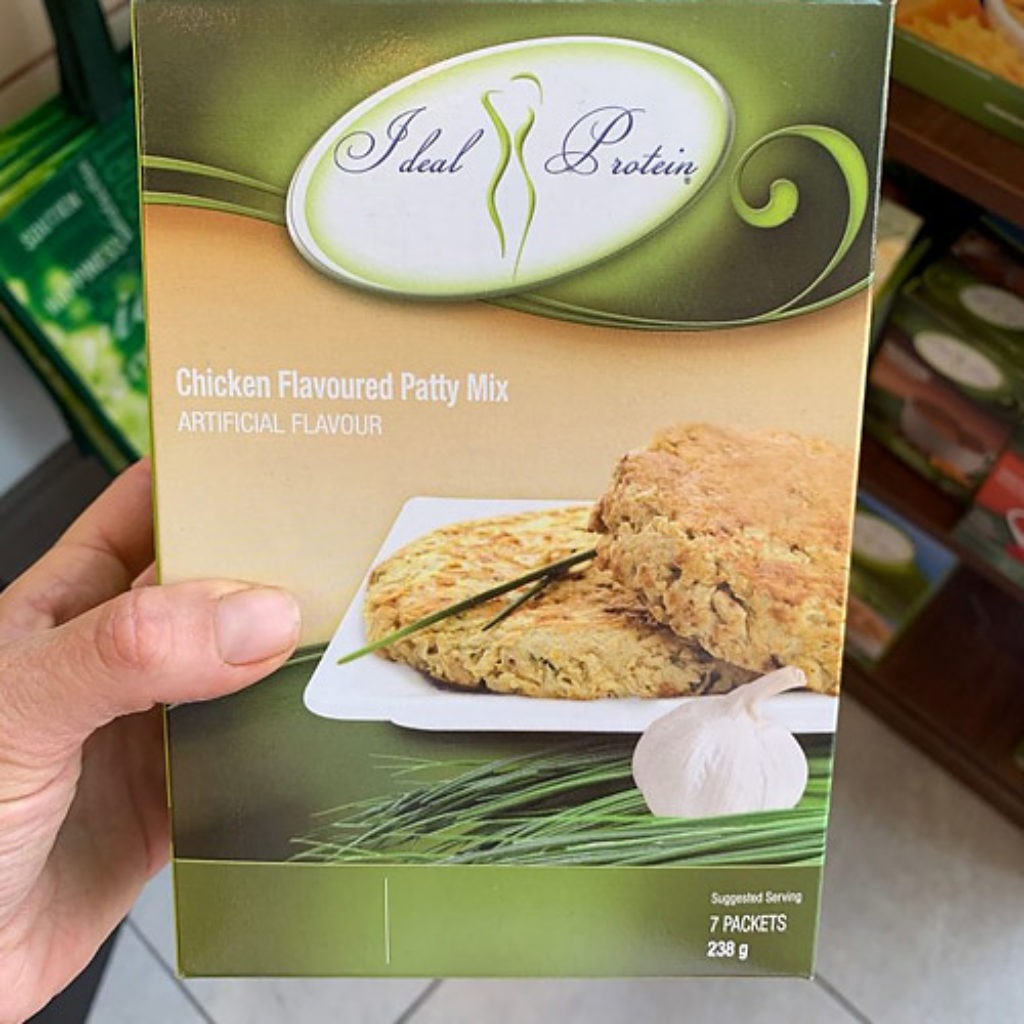 Ideal Protein®
Chicken Flavoured Patty Mix
ARTIFICIAL FLAVOUR
Suggested Serving
7 PACKETS
238 g